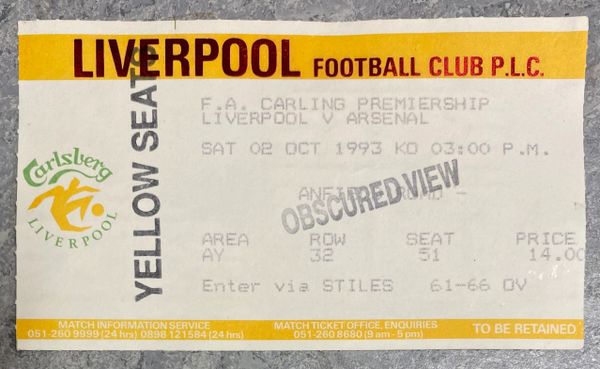 LIVERPOOL FOOTBALL CLUB P.L.C.
YELLOW SEATS
F.A. CARLING PREMIERSHIP
LIVERPOOL V ARSENAL
SAT 02 OCT 1993 KO 03:00 P.M.
OBSCURED VIEW
Carlsberg
LIVERPOOL
AREA ROW SEAT PRICE
AY 32 51 14.00
Enter via STILES 61-66 OV
MATCH INFORMATION SERVICE
051-260 9999 (24 hrs) 0898 121584 (24 hrs)
MATCH TICKET OFFICE, ENQUIRIES
051-260 8680 (9 am - 5 pm)
TO BE RETAINED